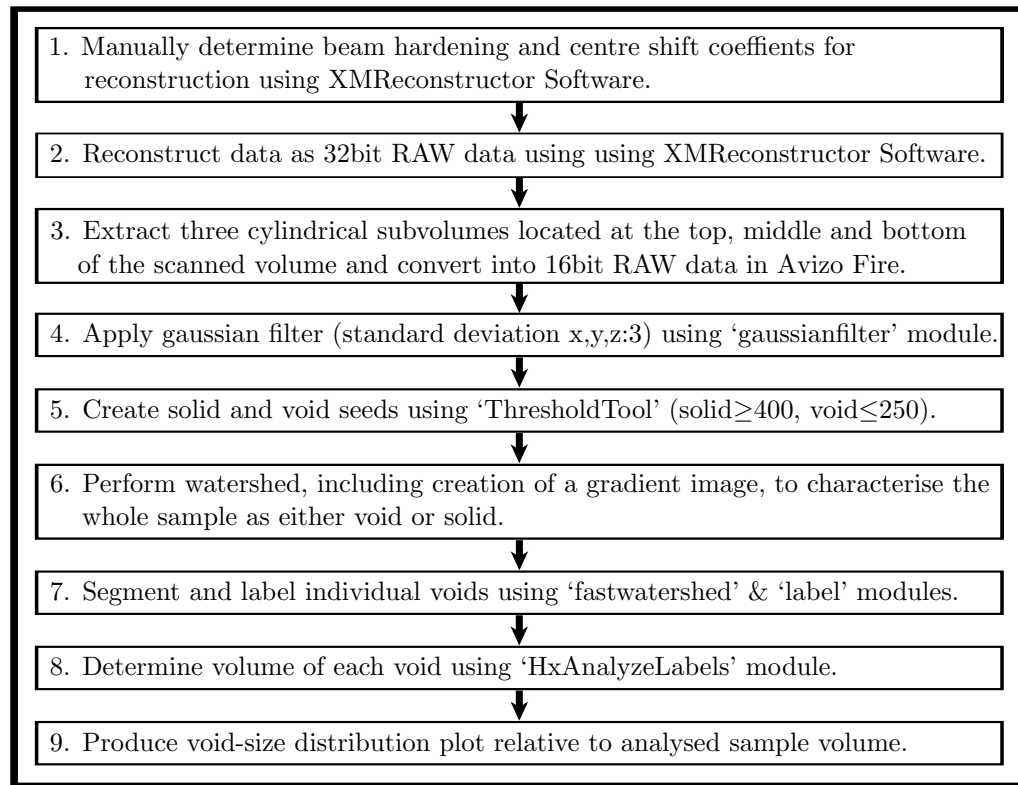 1. Manually determine beam hardening and centre shift coeffients for
reconstruction using XMReconstructor Software.
2. Reconstruct data as 32bit RAW data using using XMReconstructor Software.
3. Extract three cylindrical subvolumes located at the top, middle and bottom
of the scanned volume and convert into 16bit RAW data in Avizo Fire.
4. Apply gaussian filter (standard deviation x,y,z:3) using ‘gaussianfilter’ module.
5. Create solid and void seeds using ‘ThresholdTool’ (solid≥400, void≤250).
6. Perform watershed, including creation of a gradient image, to characterise the
whole sample as either void or solid.
7. Segment and label individual voids using ‘fastwatershed’ & ‘label’ modules.
8. Determine volume of each void using ‘HxAnalyzeLabels’ module.
9. Produce void-size distribution plot relative to analysed sample volume.